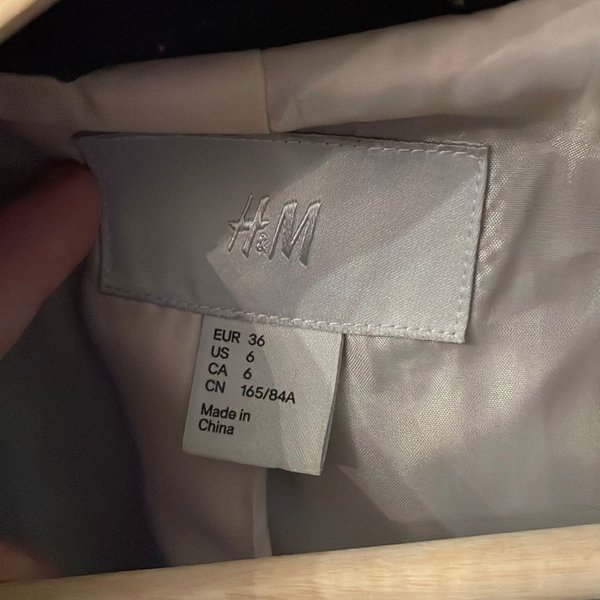 H&M
EUR 36
US 6
CA 6
CN 165/84A
Made in
China